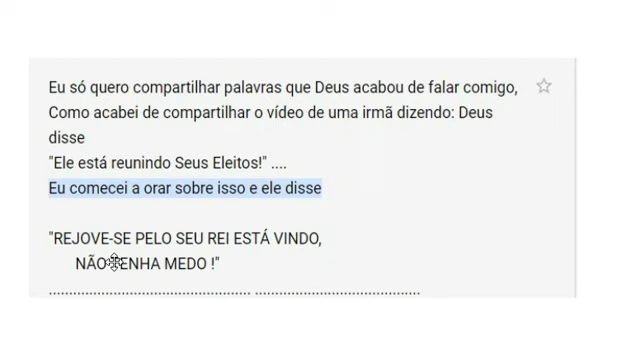 Eu só quero compartilhar palavras que Deus acabou de falar comigo,
Como acabei de compartilhar o vídeo de uma irmã dizendo: Deus
disse
"Ele está reunindo Seus Eleitos!" ....
Eu comecei a orar sobre isso e ele disse
"REJOVE-SE PELO SEU REI ESTÁ VINDO,
NÃO TENHA MEDO !"
.................................................. .........................................